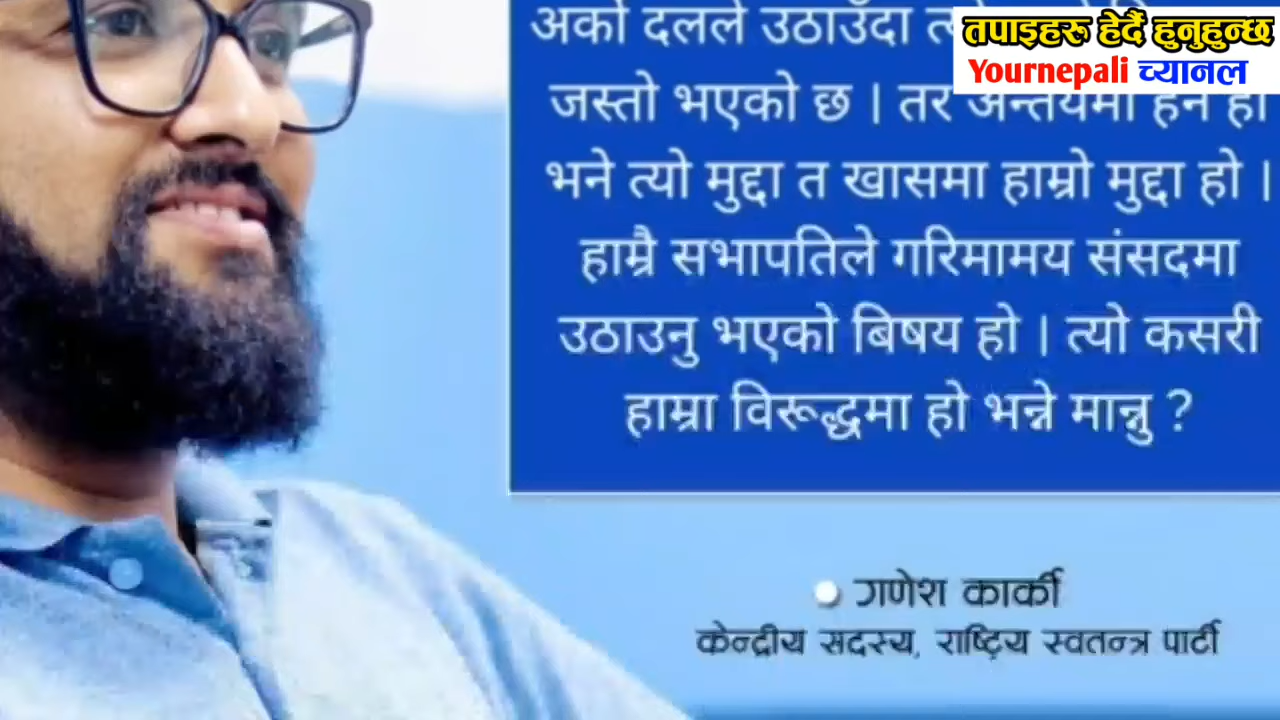 तपाइहरू हेर्दै हुनुहुन्छ
Yournepali च्यानल
अर्को दलले उठाउँदा
जस्तो भएको छ । तर
भने त्यो मुद्दा त खासमा हाम्रो मुद्दा हो ।
हाम्रै सभापतिले गरिमामय संसदमा
उठाउनु भएको बिषय हो । त्यो कसरी
हाम्रा विरूद्धमा हो भन्ने मान्नु ?
गणेश कार्की
केन्द्रीय सदस्य, राष्ट्रिय स्वतन्त्र पार्टी